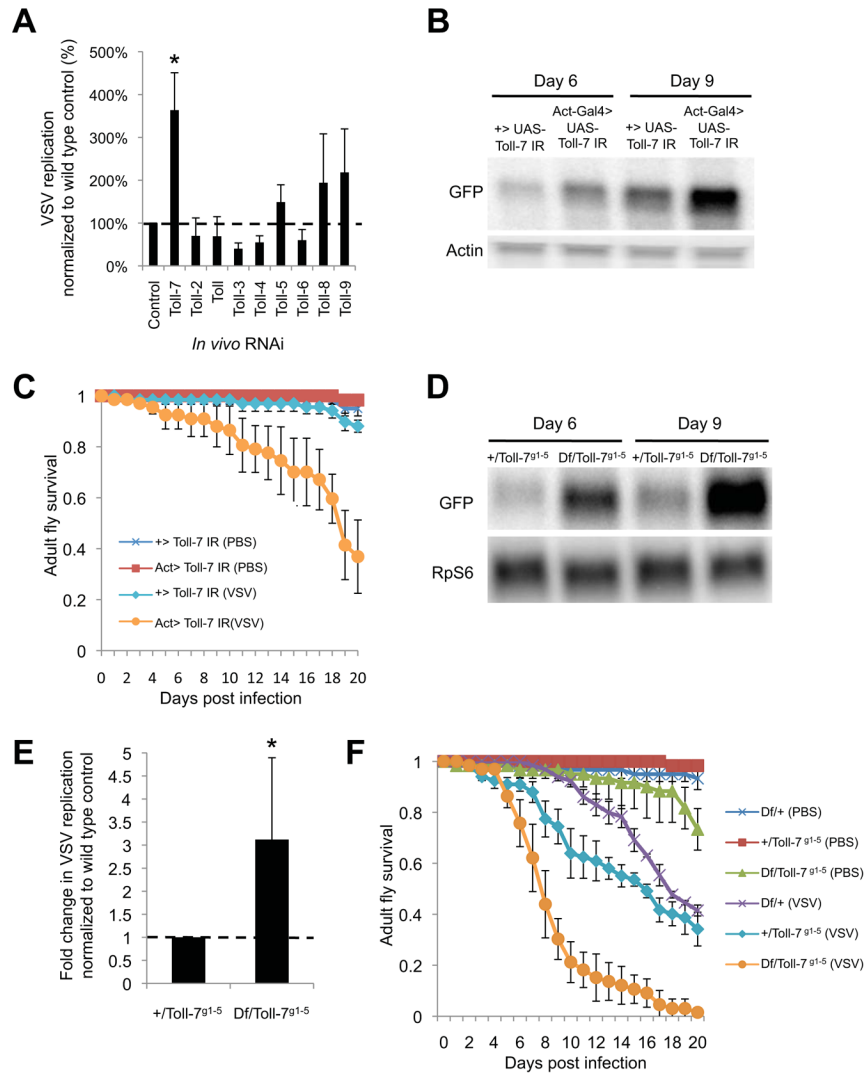 A
VSV replication
normalized to wild type control (%)
500%
400%
300%
200%
100%
0%
*
Control
Toll-7
Toll-2
Toll
Toll-3
Toll-4
Toll-5
Toll-6
Toll-8
Toll-9
In vivo RNAi
B
Day 6
Day 9
+> UAS-
Toll-7 IR
Act-Gal4>
UAS-
Toll-7 IR
+> UAS-
Toll-7 IR
Act-Gal4>
UAS-
Toll-7 IR
GFP
Actin
C
Adult fly survival
1
0.8
0.6
0.4
0.2
0
+> Toll-7 IR (PBS)
Act> Toll-7 IR (PBS)
+> Toll-7 IR (VSV)
Act> Toll-7 IR(VSV)
0 2 4 6 8 10 12 14 16 18 20
Days post infection
D
Day 6
Day 9
+/Toll-7g1-5 Df/Toll-7g1-5 +/Toll-7g1-5 Df/Toll-7g1-5
GFP
RpS6
E
Fold change in VSV replication
normalized to wild type control
5
4.5
4
3.5
3
2.5
2
1.5
1
0.5
0
*
+/Toll-7g1-5 Df/Toll-7g1-5
F
Adult fly survival
1
0.8
0.6
0.4
0.2
0
0 2 4 6 8 10 12 14 16 18 20
Days post infection
Df/+ (PBS)
+/Toll-7 g1-5 (PBS)
Df/Toll-7 g1-5 (PBS)
Df/+ (VSV)
+/Toll-7 g1-5 (VSV)
Df/Toll-7 g1-5 (VSV)